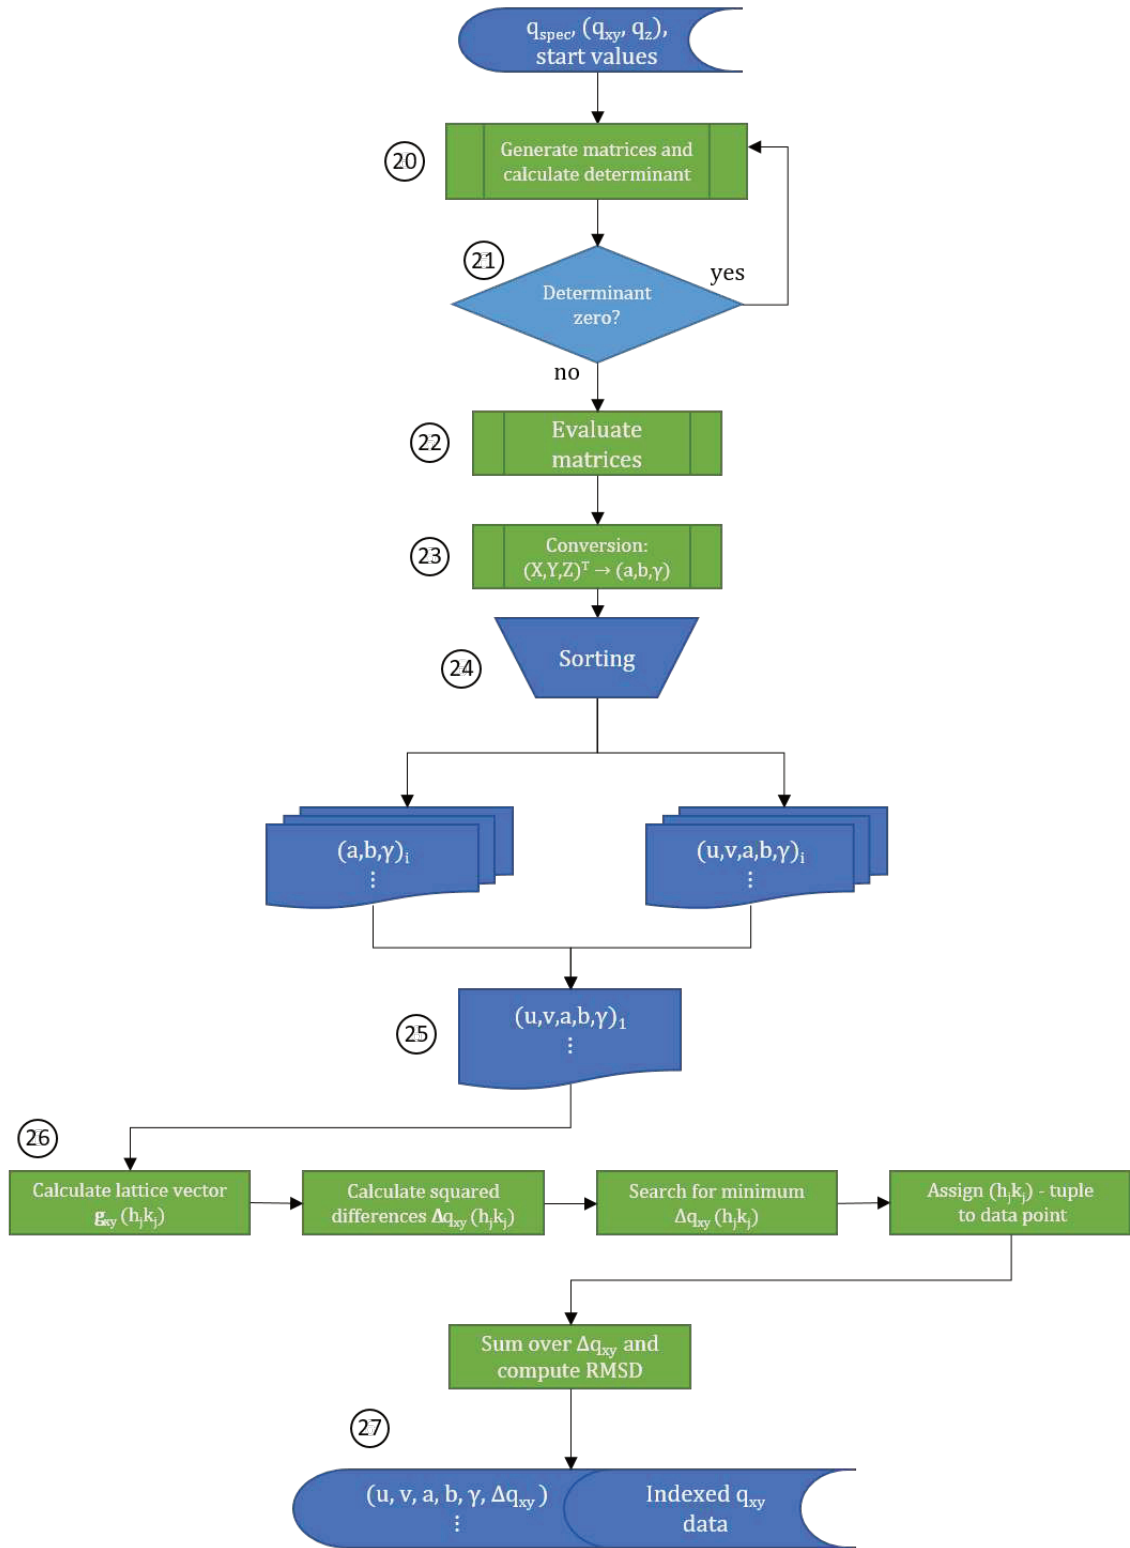 q_spec, (q_xy, q_z),
start values
20
Generate matrices and
calculate determinant
21
yes
Determinant
zero?
no
22
Evaluate
matrices
23
Conversion:
(X,Y,Z)^T → (a,b,γ)
24
Sorting
(a,b,γ)_i
⋮
(u,v,a,b,γ)_i
⋮
25
(u,v,a,b,γ)_1
⋮
26
Calculate lattice vector
g_xy (h_jk_j)
Calculate squared
differences Δq_xy (h_jk_j)
Search for minimum
Δq_xy (h_jk_j)
Assign (h_jk_j) - tuple
to data point
Sum over Δq_xy and
compute RMSD
27
(u, v, a, b, γ, Δq_xy)
⋮
Indexed q_xy
data